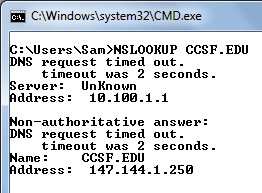 C:\Windows\system32\CMD.exe
C:\Users\Sam>NSLOOKUP CCSF.EDU
DNS request timed out.
    timeout was 2 seconds.
Server:  UnKnown
Address:  10.100.1.1
Non-authoritative answer:
DNS request timed out.
    timeout was 2 seconds.
Name:    CCSF.EDU
Address:  147.144.1.250